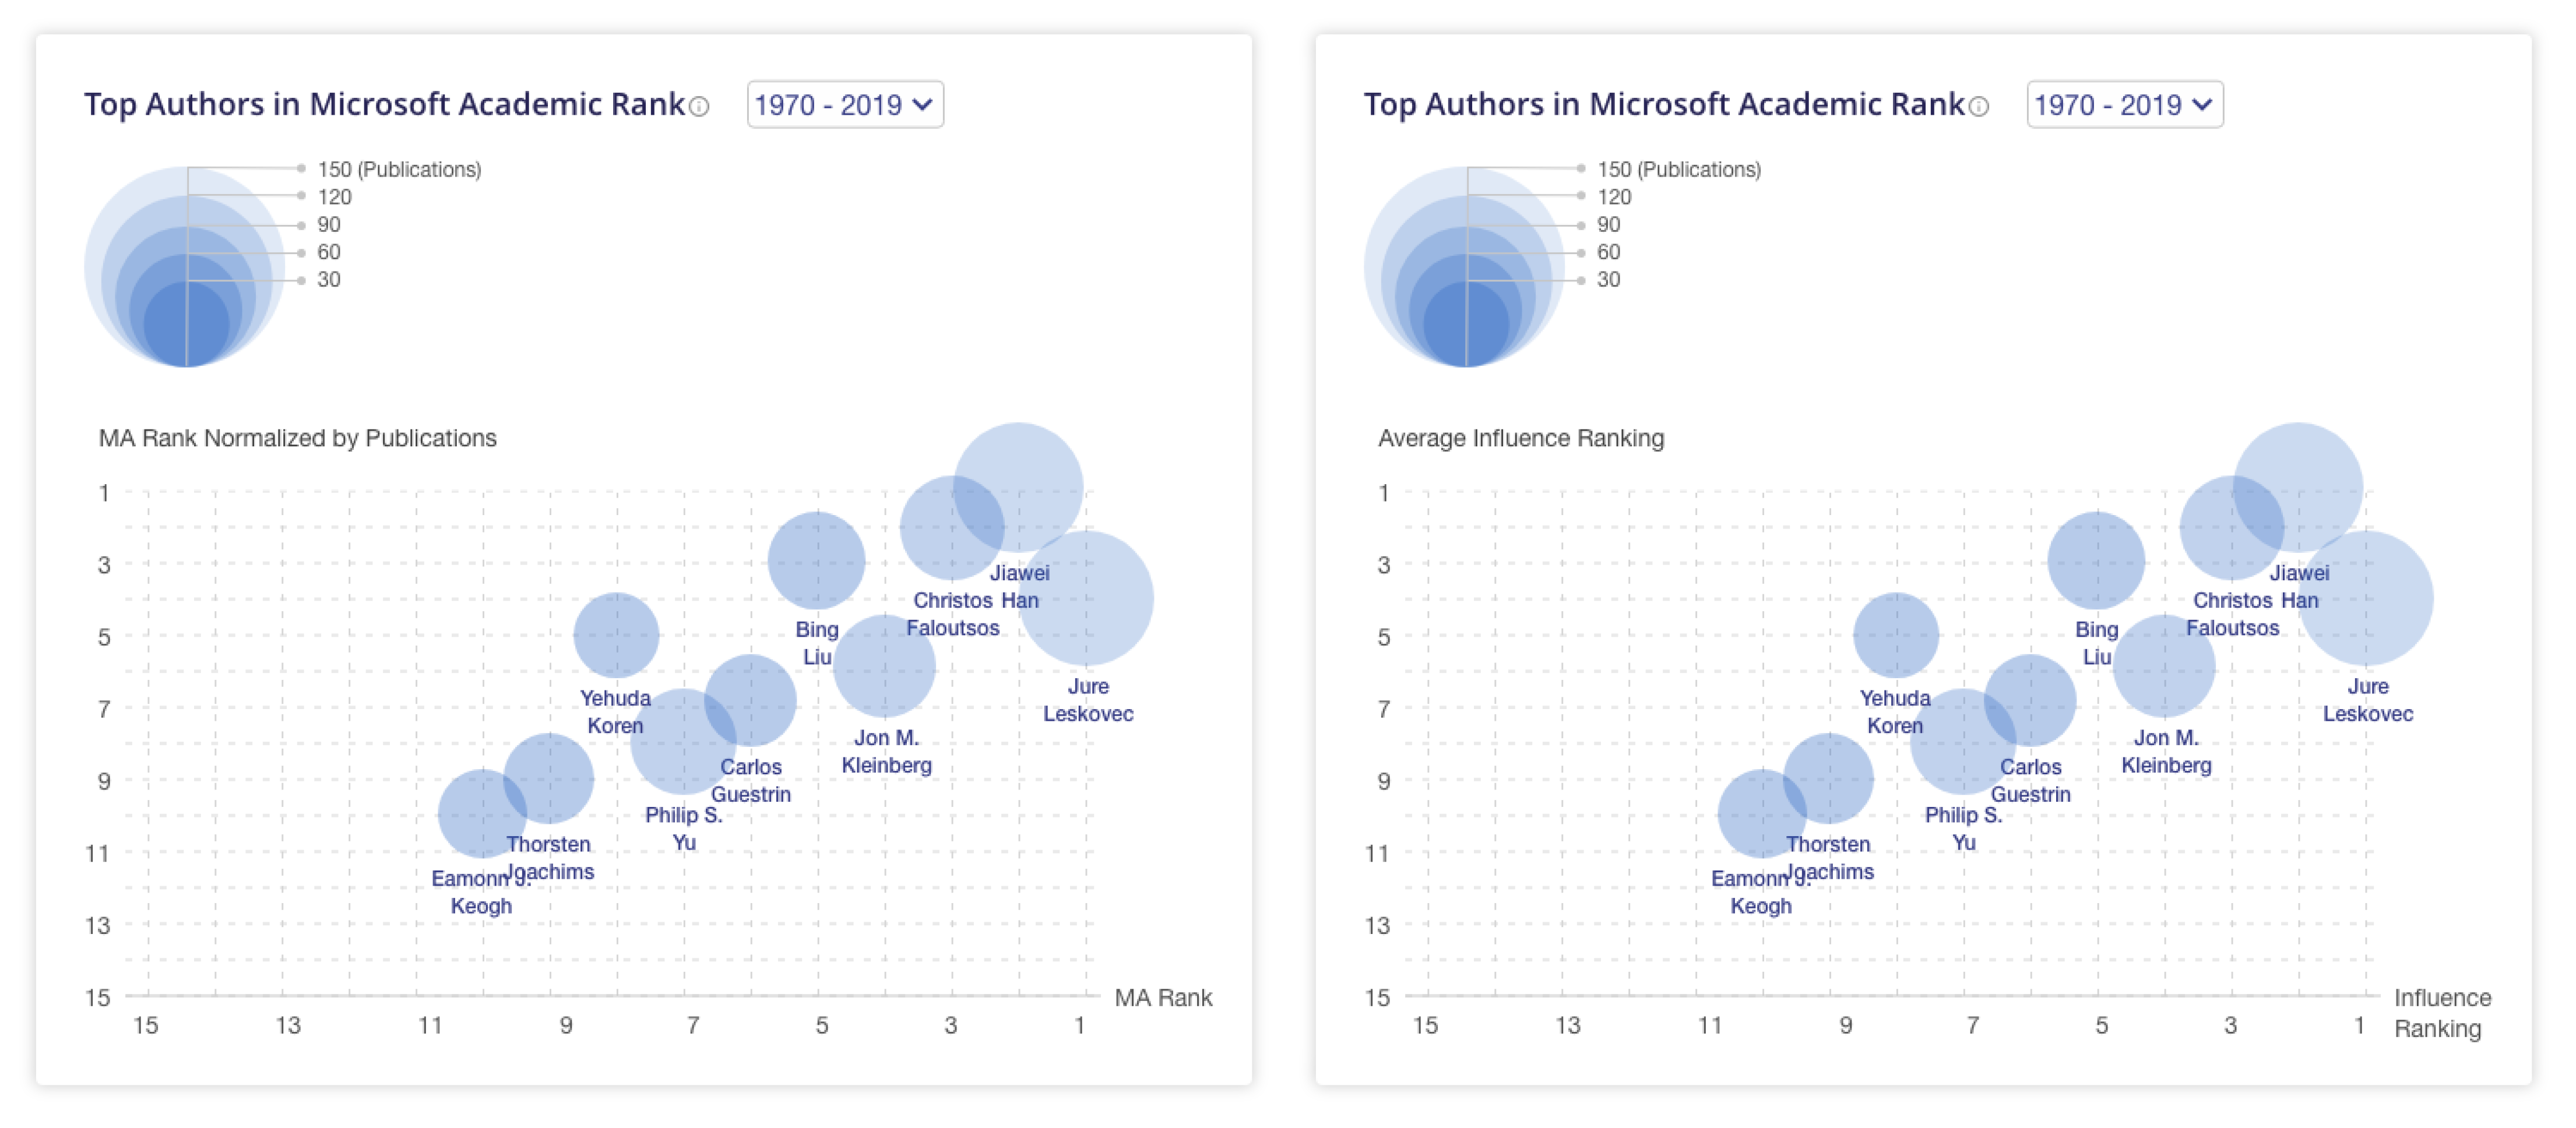 Top Authors in Microsoft Academic Rank
1970 - 2019
150 (Publications)
120
90
60
30
MA Rank Normalized by Publications
1
3
5
7
9
11
13
15
Jiawei
Han
Christos
Faloutsos
Bing
Liu
Jure
Leskovec
Yehuda
Koren
Jon M.
Kleinberg
Carlos
Guestrin
Philip S.
Yu
Thorsten
Joachims
Eamonn J.
Keogh
15
13
11
9
7
5
3
1
MA Rank
Top Authors in Microsoft Academic Rank
1970 - 2019
150 (Publications)
120
90
60
30
Average Influence Ranking
1
3
5
7
9
11
13
15
Jiawei
Han
Christos
Faloutsos
Bing
Liu
Jure
Leskovec
Yehuda
Koren
Jon M.
Kleinberg
Carlos
Guestrin
Philip S.
Yu
Thorsten
Joachims
Eamonn J.
Keogh
15
13
11
9
7
5
3
1
Influence
Ranking